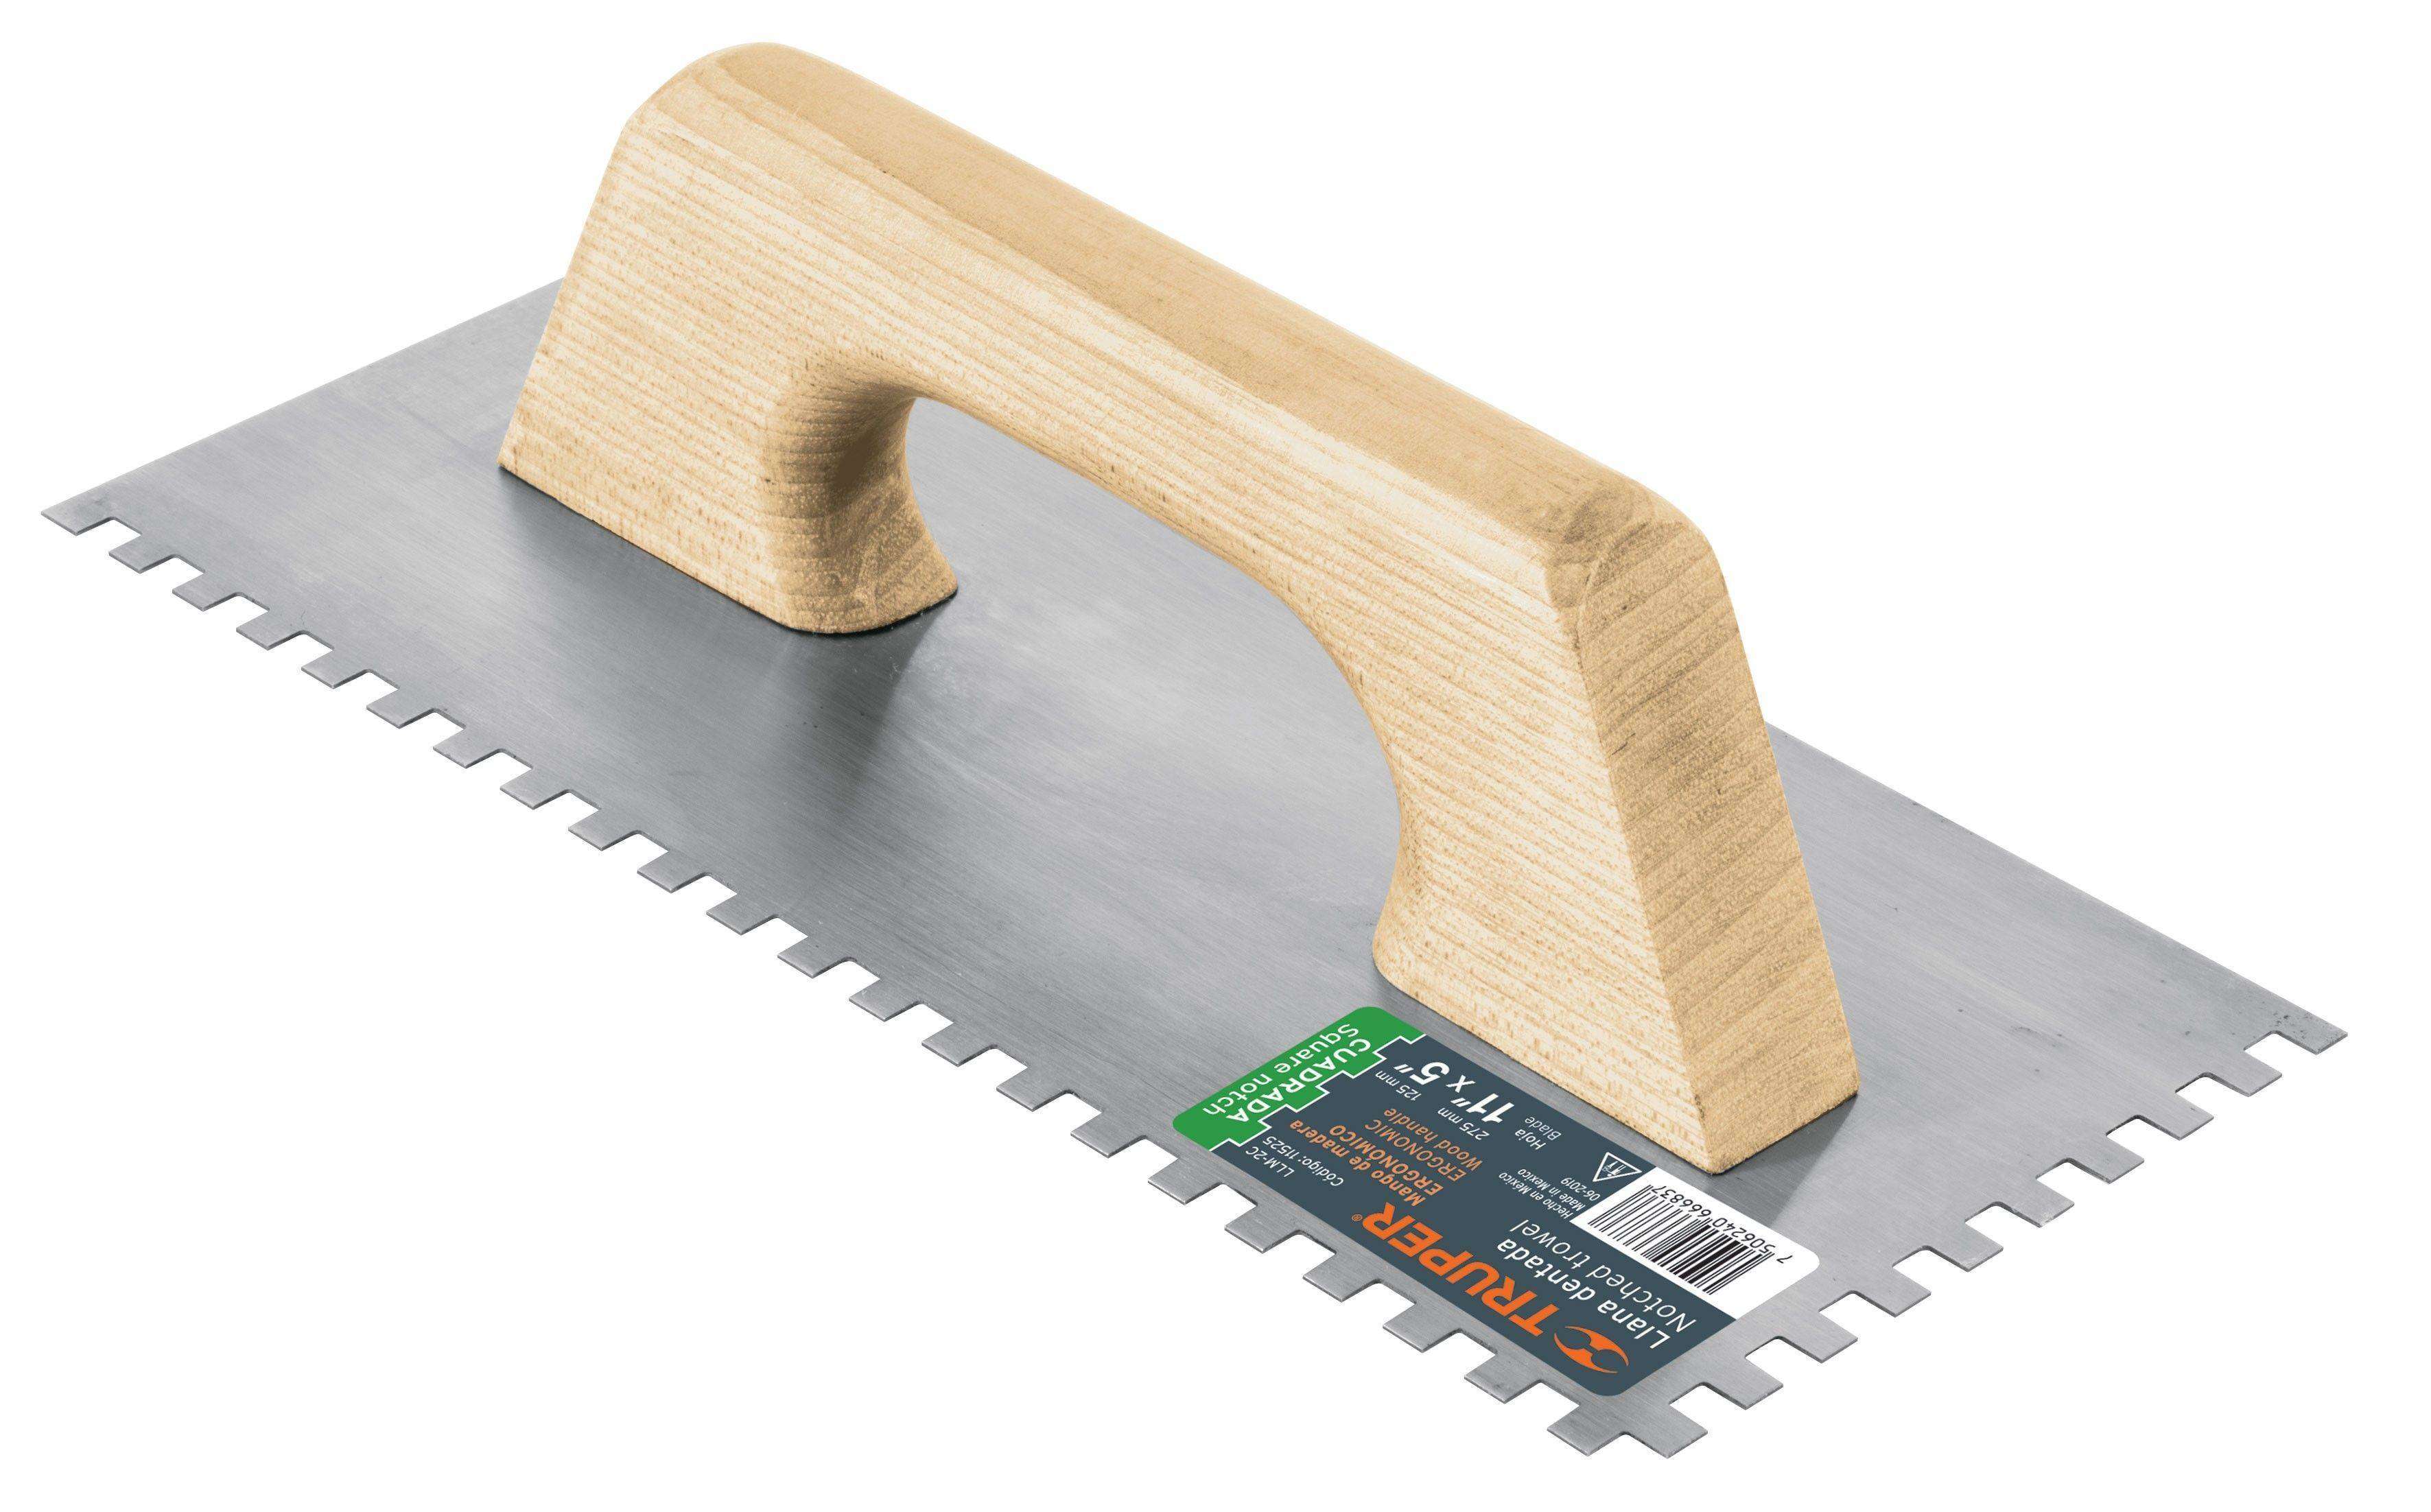 TRUPER®
Llana dentada
Notched trowel
Mango de madera
ERGONÓMICO
ERGONOMIC
Wood handle
LLM-2C
Código: 11525
CUADRADA
Square notch
11” x 5”
275 mm 125 mm
Hoja
Blade
Hecho en México
Made in Mexico
06-2019
7 506240 666837